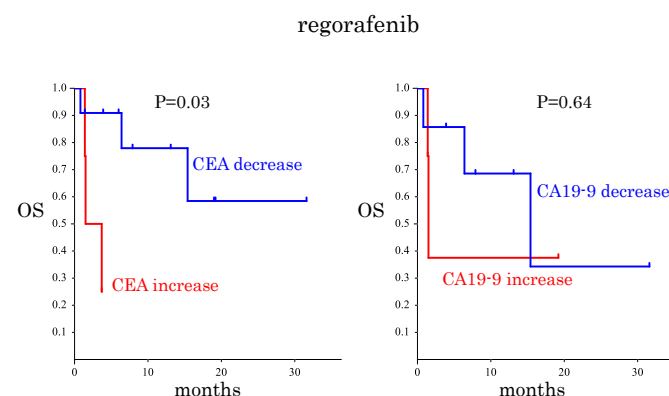 regorafenib
1.0
0.9
0.8
0.7
0.6
0.5
0.4
0.3
0.2
0.1
OS
P=0.03
CEA decrease
CEA increase
0 10 20 30
months
1.0
0.9
0.8
0.7
0.6
0.5
0.4
0.3
0.2
0.1
OS
P=0.64
CA19-9 decrease
CA19-9 increase
0 10 20 30
months